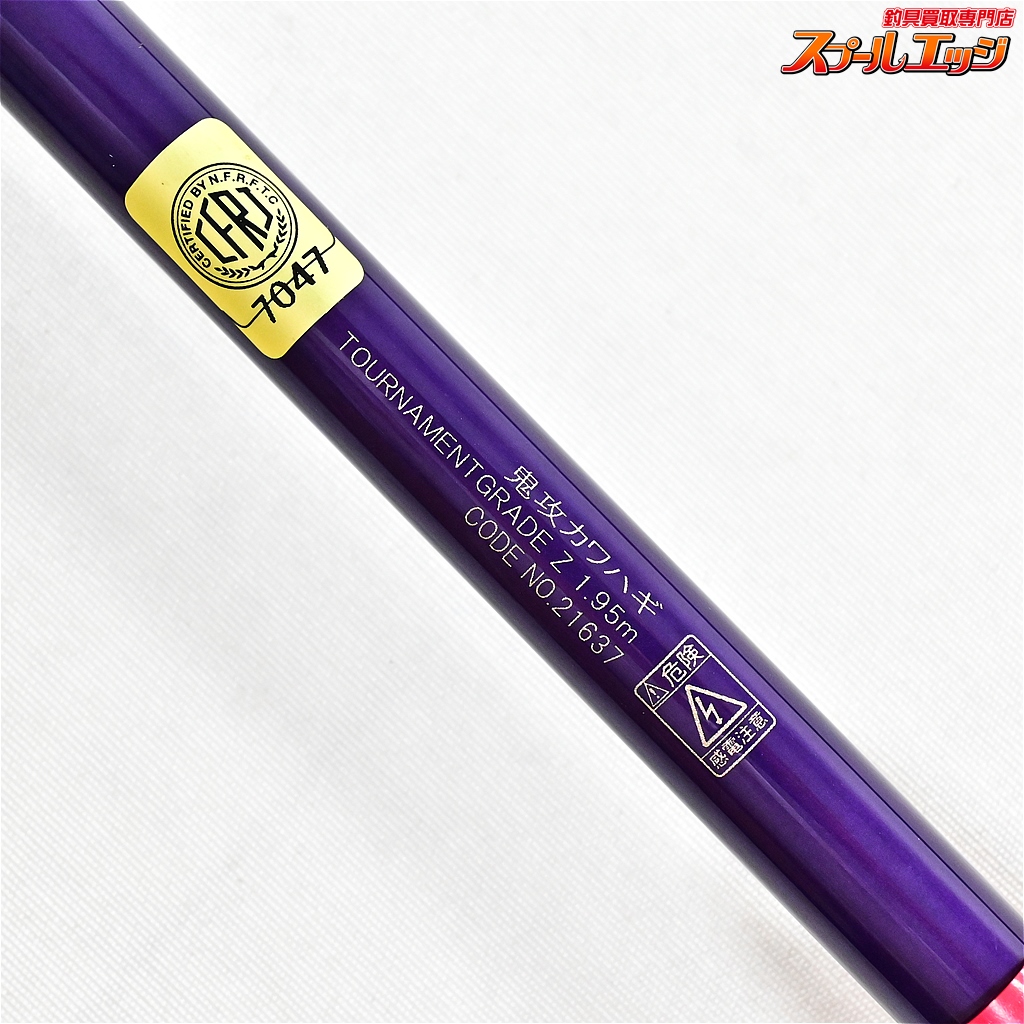 釣具買取専門店
スプールエッジ
CERTIFIED BY N.F.R.F.T.C
CFRJ
7047
鬼攻カワハギ
TOURNAMENT GRADE Z 1.95m
CODE NO.21637
危険
感電注意